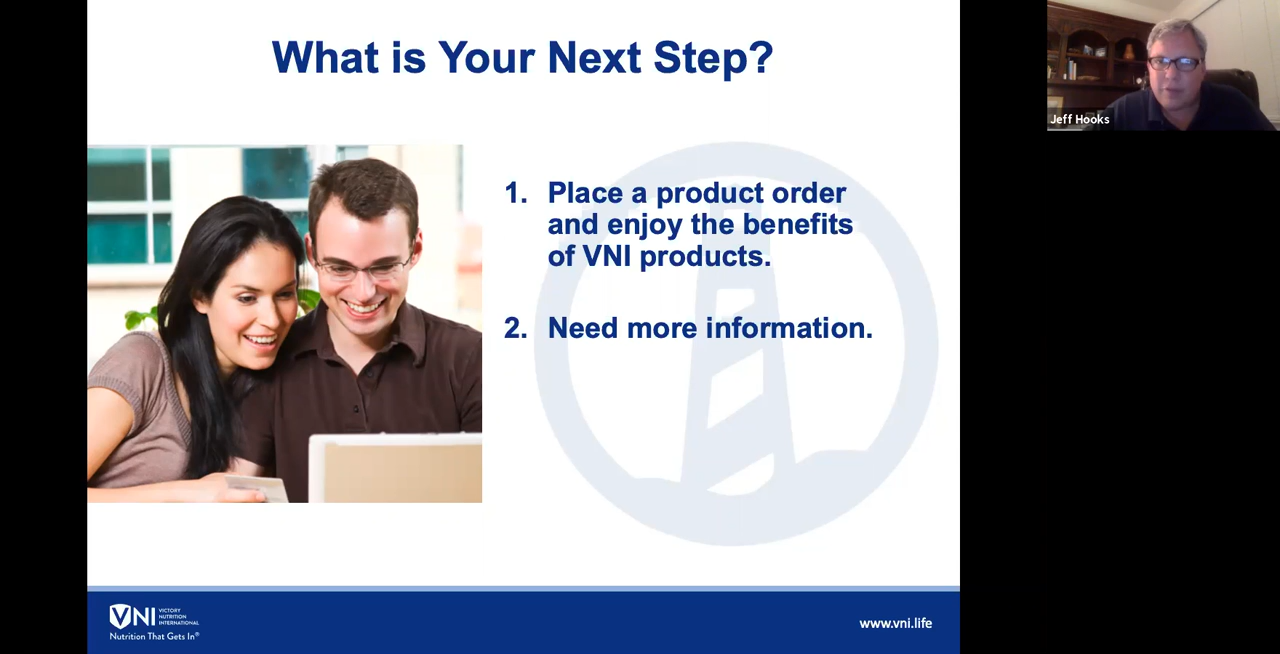 What is Your Next Step?
Jeff Hooks
1. Place a product order
and enjoy the benefits
of VNI products.
2. Need more information.
VNI VICTORY
NUTRITION
INTERNATIONAL
Nutrition That Gets In®
www.vni.life